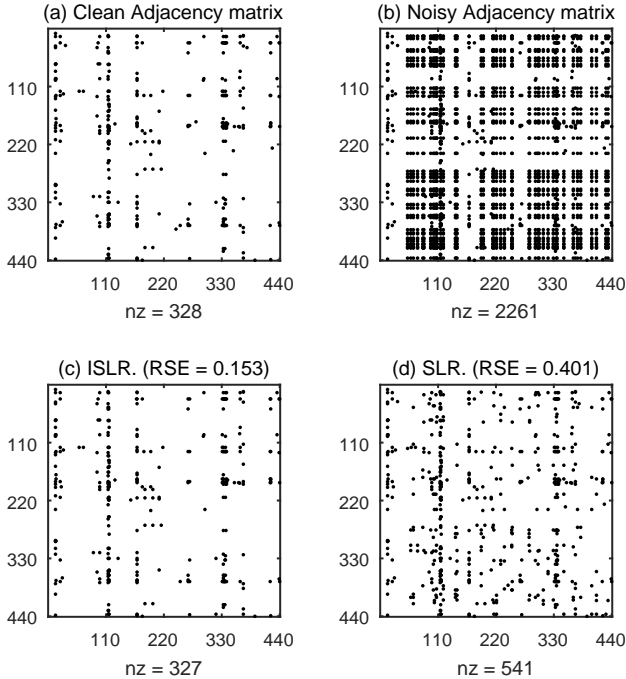 (a) Clean Adjacency matrix
110
220
330
440
110 220 330 440
nz = 328
(b) Noisy Adjacency matrix
110
220
330
440
110 220 330 440
nz = 2261
(c) ISLR. (RSE = 0.153)
110
220
330
440
110 220 330 440
nz = 327
(d) SLR. (RSE = 0.401)
110
220
330
440
110 220 330 440
nz = 541